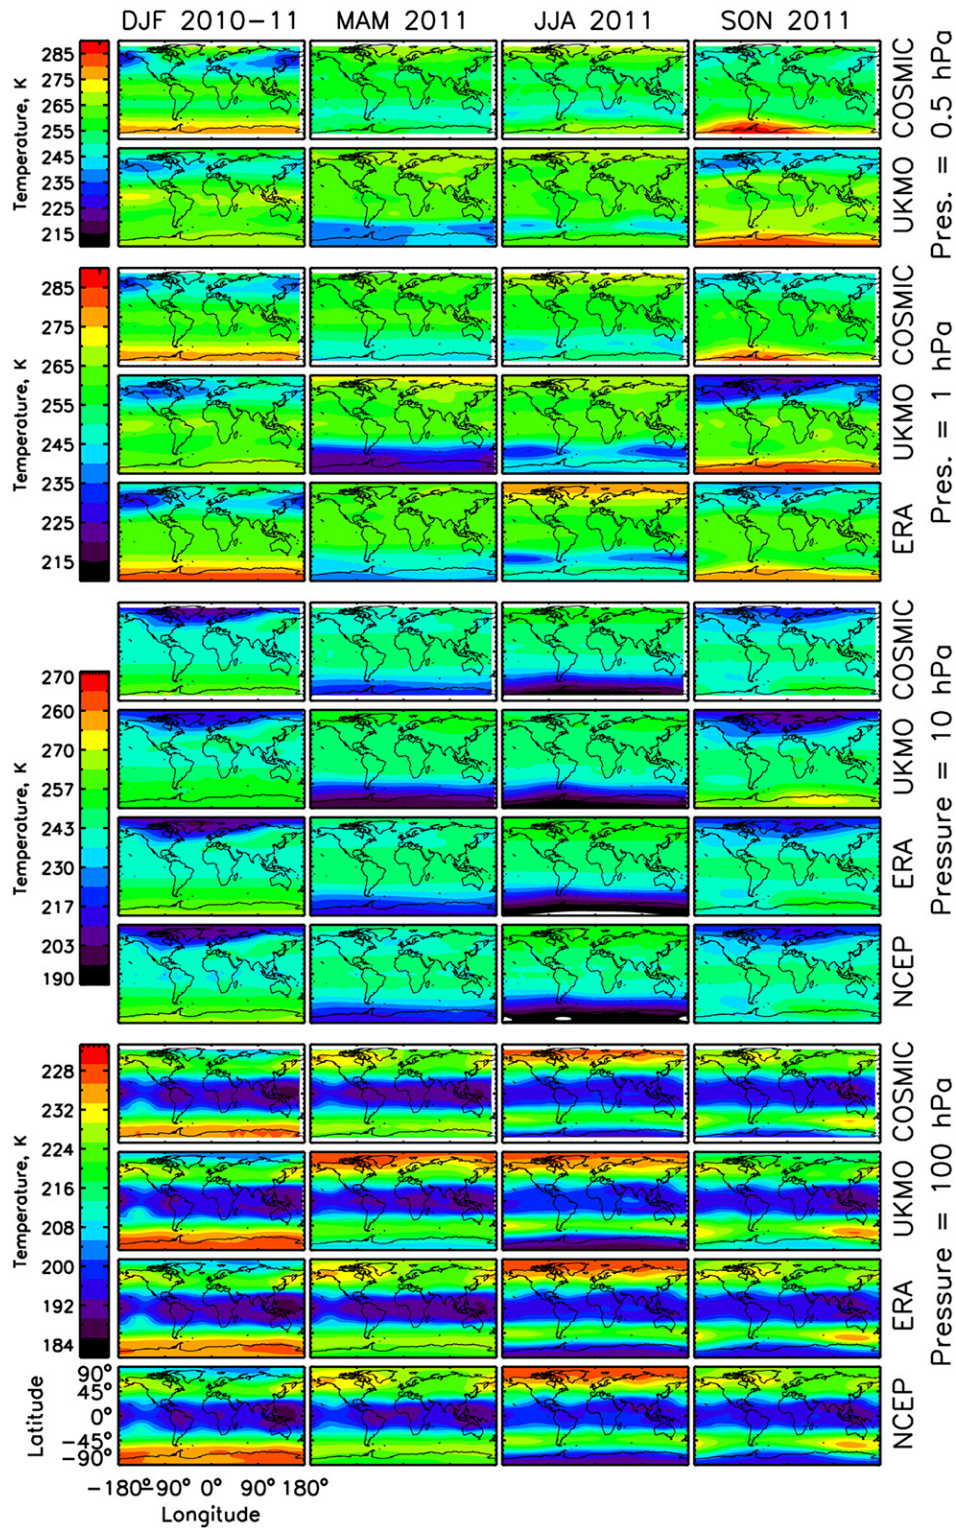 DJF 2010-11 MAM 2011 JJA 2011 SON 2011
Temperature, K
285
275
265
255
245
235
225
215
COSMIC
UKMO
Pres. = 0.5 hPa
Temperature, K
285
275
265
255
245
235
225
215
COSMIC
UKMO
ERA
Pres. = 1 hPa
Temperature, K
270
260
270
257
243
230
217
203
190
COSMIC
UKMO
ERA
NCEP
Pressure = 10 hPa
Temperature, K
228
232
224
216
208
200
192
184
COSMIC
UKMO
ERA
NCEP
Pressure = 100 hPa
Latitude
90°
45°
0°
-45°
-90°
-180° -90° 0° 90° 180°
Longitude